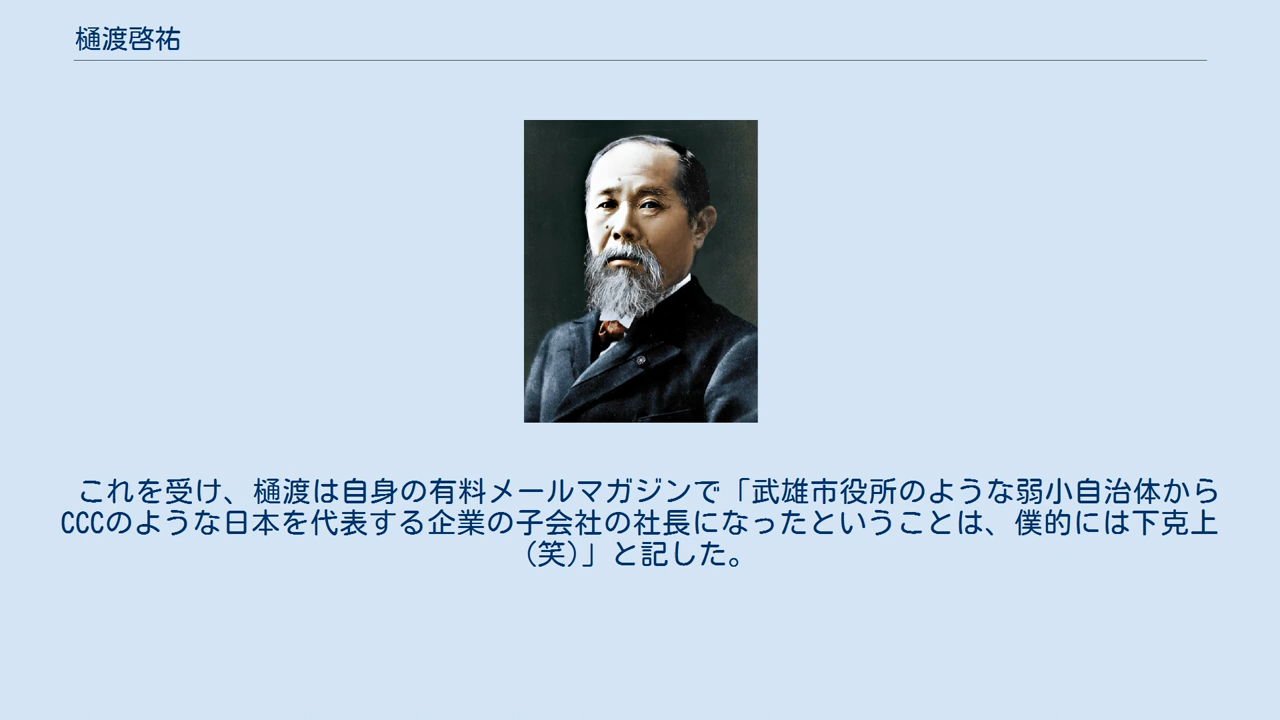 樋渡啓祐
これを受け、樋渡は自身の有料メールマガジンで「武雄市役所のような弱小自治体から
CCCのような日本を代表する企業の子会社の社長になったということは、僕的には下克上
(笑)」と記した。